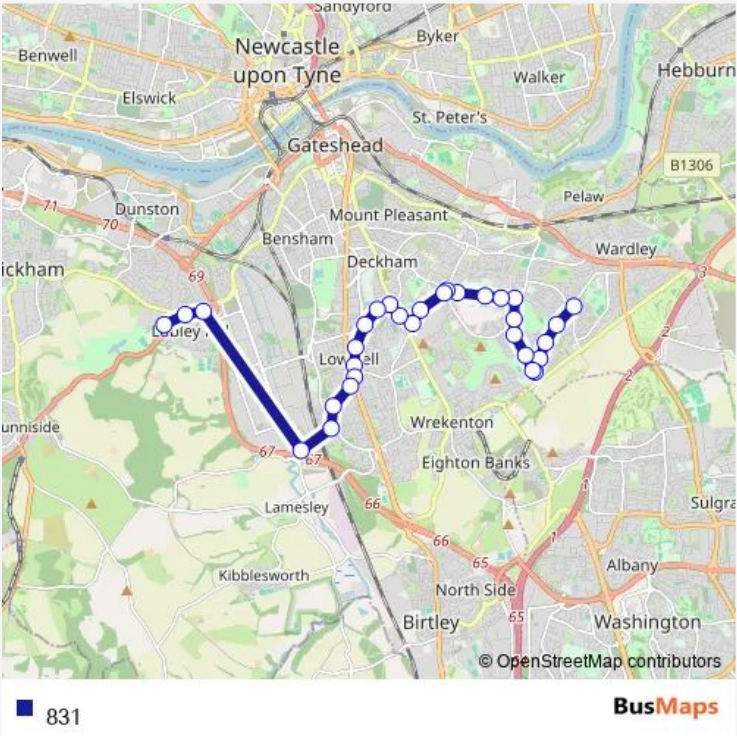 Sandyford
Newcastle
upon Tyne
Byker
Benwell
Walker
Hebburn
Elswick
St. Peter's
Gateshead
B1306
71
70
Dunston
Mount Pleasant
Pelaw
Bensham
Wardley
ickham
Deckham
69
3
2
2
Wrekenton
unniside
67
67
Eighton Banks
1
Lamesley
66
Sulgra
66
1
65
Albany
Kibblesworth
North Side
65
Birtley
Washington
© OpenStreetMap contributors
831
BusMaps